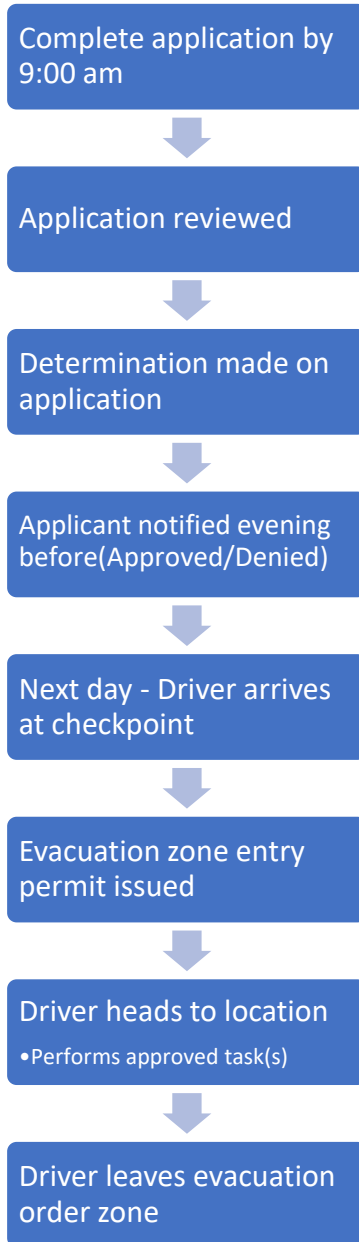 Complete application by
9:00 am
Application reviewed
Determination made on
application
Applicant notified evening
before(Approved/Denied)
Next day - Driver arrives
at checkpoint
Evacuation zone entry
permit issued
Driver heads to location
•Performs approved task(s)
Driver leaves evacuation
order zone